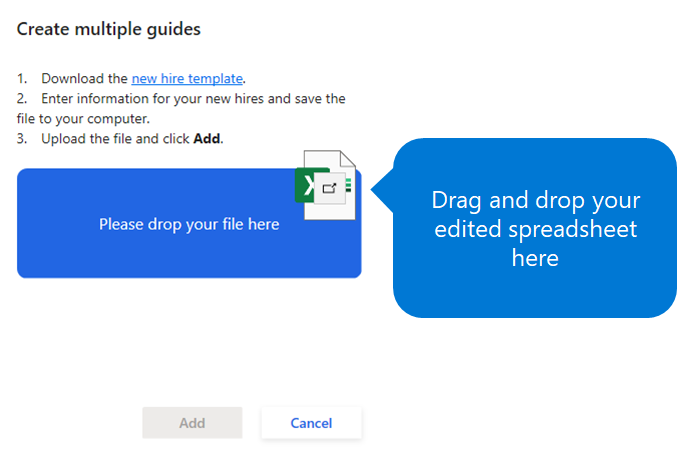 Create multiple guides
1. Download the new hire template.
2. Enter information for your new hires and save the
file to your computer.
3. Upload the file and click Add.
X
Please drop your file here
Drag and drop your
edited spreadsheet
here
Add
Cancel